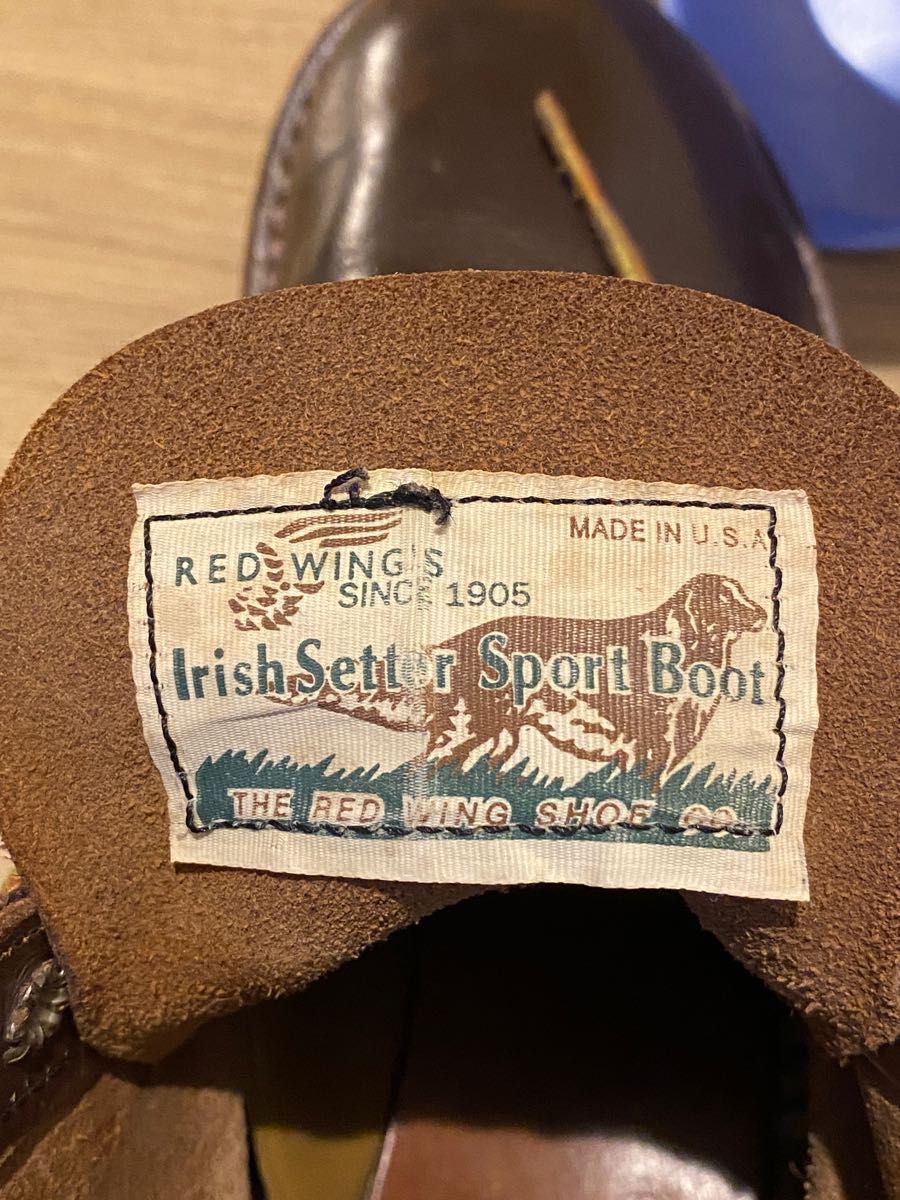 MADE IN U.S.A
RED WING'S
SINCE 1905
Irish Setter Sport Boot
THE RED WING SHOE CO.